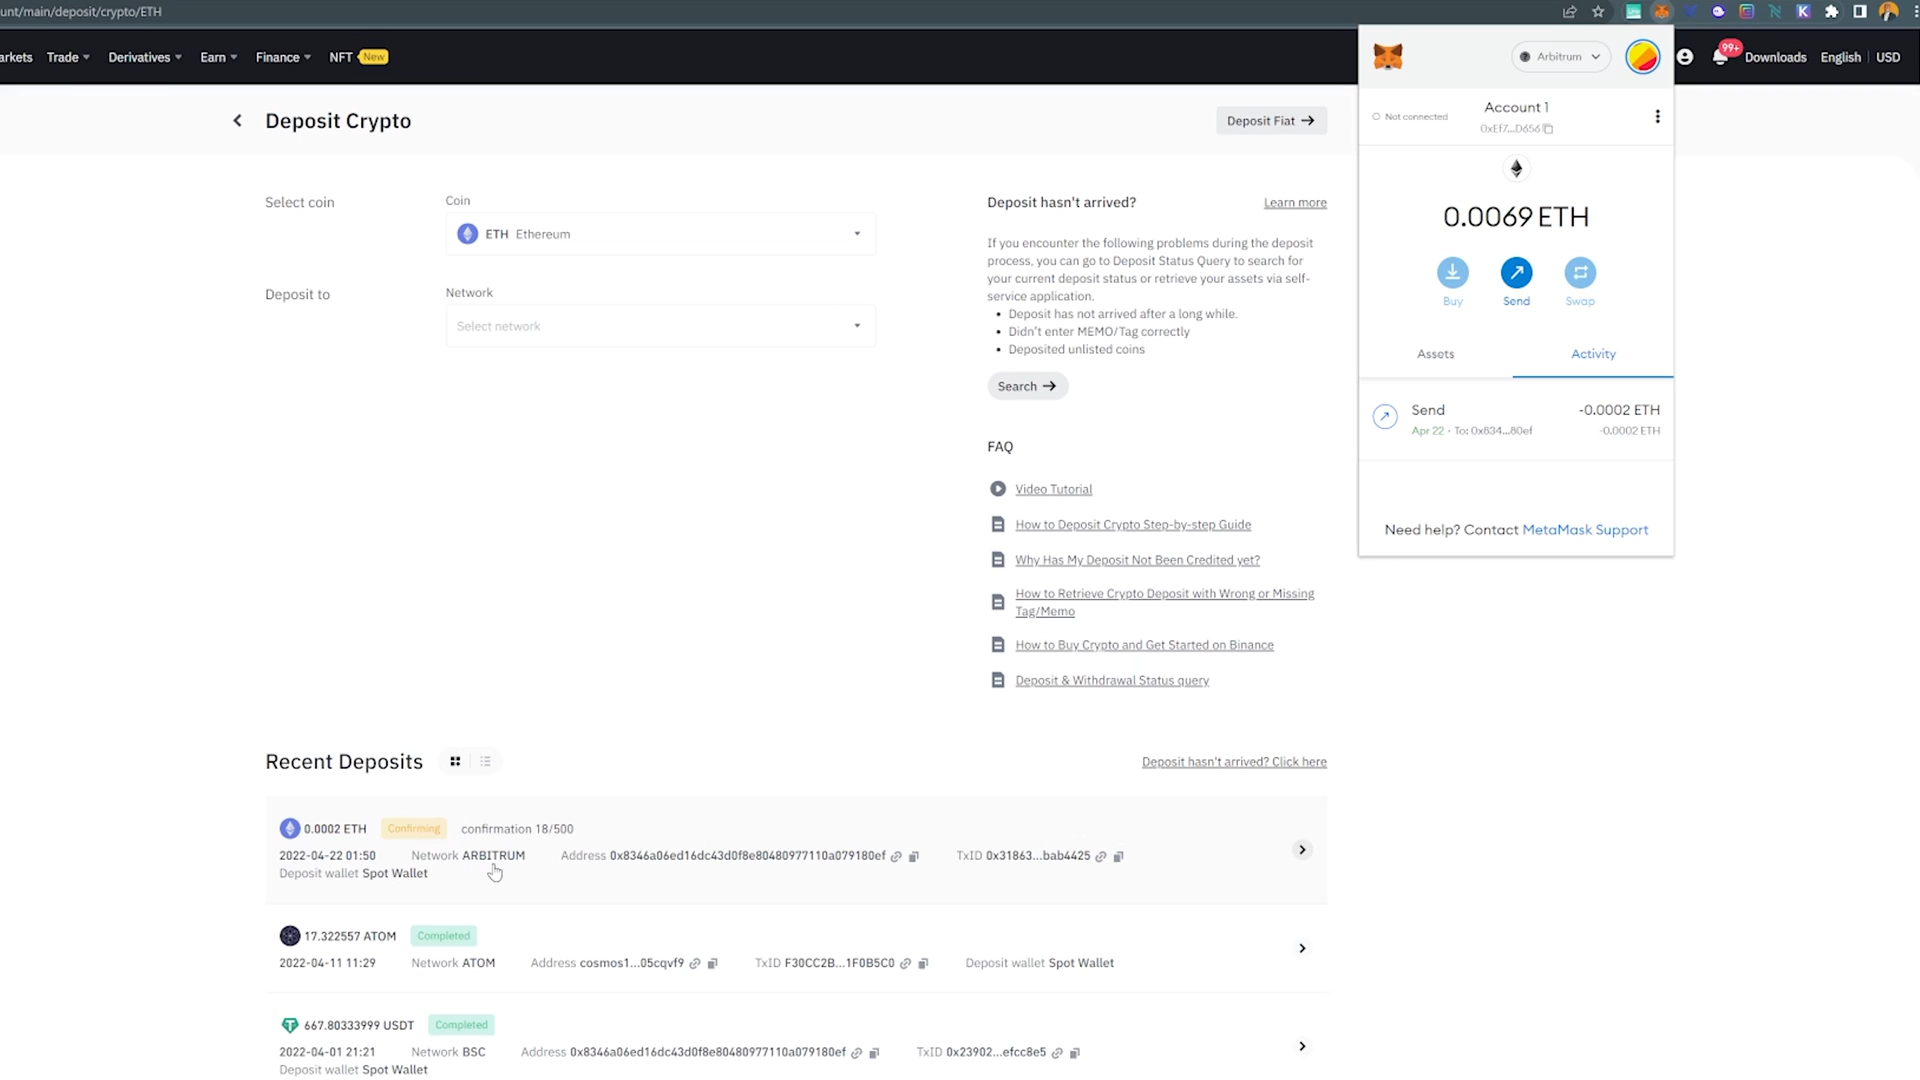 unt/main/deposit/crypto/ETH
arkets Trade Derivatives Earn Finance NFT New
99+
Downloads English USD
Deposit Crypto
Deposit Fiat
Select coin
Coin
ETH Ethereum
Deposit to
Network
Select network
Deposit hasn't arrived? Learn more
If you encounter the following problems during the deposit
process, you can go to Deposit Status Query to search for
your current deposit status or retrieve your assets via self-
service application.
• Deposit has not arrived after a long while.
• Didn't enter MEMO/Tag correctly
• Deposited unlisted coins
Search
FAQ
Video Tutorial
How to Deposit Crypto Step-by-step Guide
Why Has My Deposit Not Been Credited yet?
How to Retrieve Crypto Deposit with Wrong or Missing
Tag/Memo
How to Buy Crypto and Get Started on Binance
Deposit & Withdrawal Status query
Arbitrum
Not connected
Account 1
0xEf7...D656
0.0069 ETH
Buy Send Swap
Assets Activity
Send -0.0002 ETH
Apr 22 · To: 0x834...80ef -0.0002 ETH
Need help? Contact MetaMask Support
Recent Deposits
Deposit hasn't arrived? Click here
0.0002 ETH Confirming confirmation 18/500
2022-04-22 01:50 Network ARBITRUM Address 0x8346a06ed16dc43d0f8e80480977110a079180ef TxID 0x31863...bab4425
Deposit wallet Spot Wallet
17.322557 ATOM Completed
2022-04-11 11:29 Network ATOM Address cosmos1...05cqvf9 TxID F30CC2B...1F0B5C0 Deposit wallet Spot Wallet
667.80333999 USDT Completed
2022-04-01 21:21 Network BSC Address 0x8346a06ed16dc43d0f8e80480977110a079180ef TxID 0x23902...efcc8e5
Deposit wallet Spot Wallet